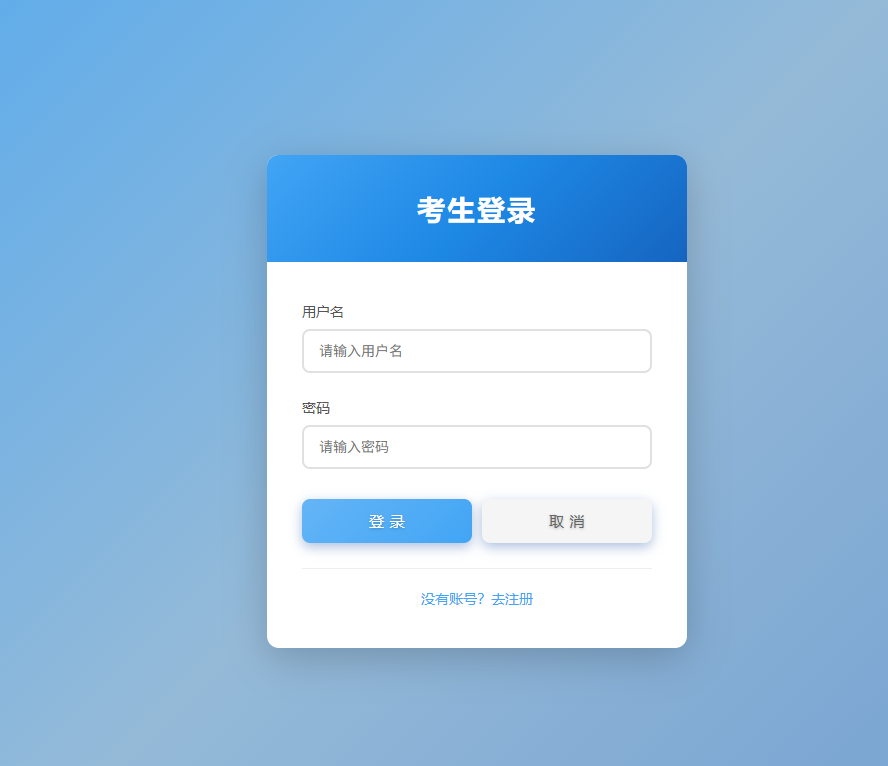 考生登录
用户名
请输入用户名
密码
请输入密码
登 录
取 消
没有账号？去注册